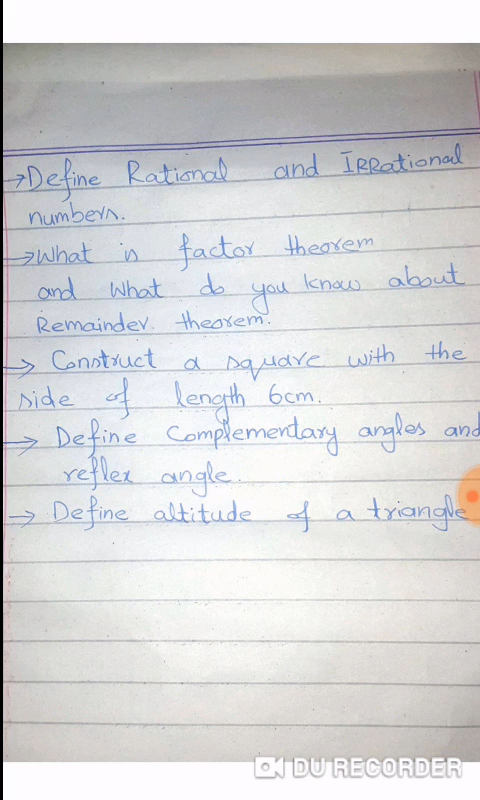 →Define Rational and IRRational
numbers.
→What is factor theorem
and what do you know about
Remainder. theorem.
→ Construct a square with the
side of length 6cm.
→ Define Complementary angles and
reflex angle.
→ Define altitude of a triangle
DU RECORDER